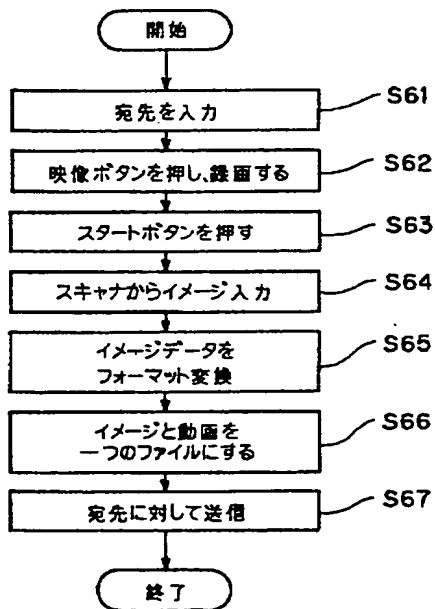 開始
宛先を入力
S61
映像ボタンを押し、録画する
S62
スタートボタンを押す
S63
スキャナからイメージ入力
S64
イメージデータを
フォーマット変換
S65
イメージと動画を
一つのファイルにする
S66
宛先に対して送信
S67
終了